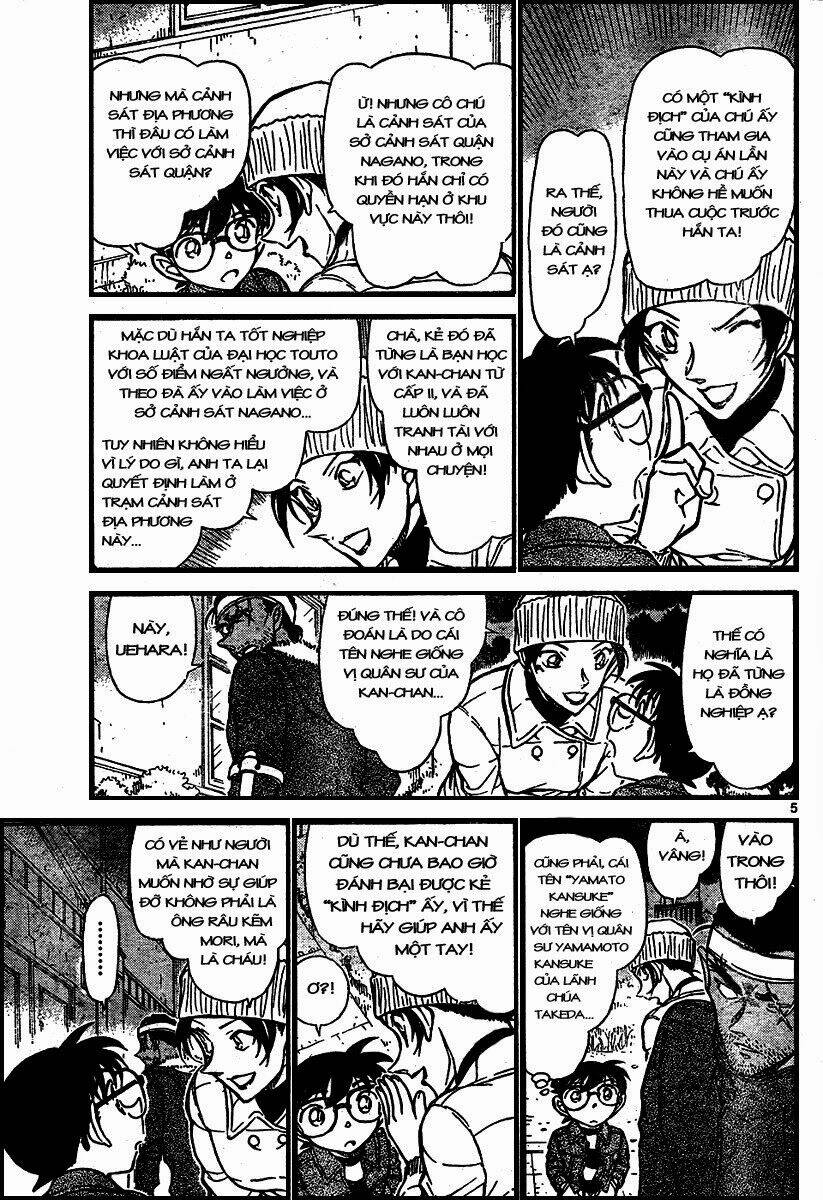 CÓ MỘT "KÌNH
ĐỊCH" CỦA CHÚ ẤY
CŨNG THAM GIA
VÀO CỤ ÁN LẦN
NÀY VÀ CHÚ ẤY
KHÔNG HỀ MUỐN
THUA CUỘC TRƯỚC
HẮN TA!
RA THẾ,
NGƯỜI
ĐÓ CŨNG
LÀ CẢNH
SÁT Ạ?
Ừ! NHƯNG CÔ CHÚ
LÀ CẢNH SÁT CỦA
SỞ CẢNH SÁT QUẬN
NAGANO, TRONG
KHI ĐÓ HẮN CHỈ CÓ
QUYỀN HẠN Ở KHU
VỰC NÀY THÔI!
NHƯNG MÀ CẢNH
SÁT ĐỊA PHƯƠNG
THÌ ĐÂU CÓ LÀM
VIỆC VỚI SỞ CẢNH
SÁT QUẬN?
CHÀ, KẺ ĐÓ ĐÃ
TỪNG LÀ BẠN HỌC
VỚI KAN-CHAN TỪ
CẤP II, VÀ ĐÃ
LUÔN LUÔN
TRANH TÀI VỚI
NHAU Ở MỌI
CHUYỆN!
MẶC DÙ HẮN TA TỐT NGHIỆP
KHOA LUẬT CỦA ĐẠI HỌC TOUTO
VỚI SỐ ĐIỂM NGẤT NGƯỞNG, VÀ
THEO ĐÀ ẤY VÀO LÀM VIỆC Ở
SỞ CẢNH SÁT NAGANO...
TUY NHIÊN KHÔNG HIỂU
VÌ LÝ DO GÌ, ANH TA LẠI
QUYẾT ĐỊNH LÀM Ở
TRẠM CẢNH SÁT
ĐỊA PHƯƠNG
NÀY...
THẾ CÓ
NGHĨA LÀ
HỌ ĐÃ TỪNG
LÀ ĐỒNG
NGHIỆP Ạ?
ĐÚNG THẾ! VÀ CÔ
ĐOÁN LÀ DO CÁI
TÊN NGHE GIỐNG
VỊ QUÂN SƯ CỦA
KAN-CHAN...
NÀY,
UEHARA!
5
VÀO
TRONG
THÔI!
À,
VÂNG!
CŨNG PHẢI, CÁI
TÊN "YAMATO
KANSUKE"
NGHE GIỐNG
VỚI TÊN VỊ QUÂN
SƯ YAMAMOTO
KANSUKE
CỦA LÃNH
CHÚA
TAKEDA...
DÙ THẾ, KAN-CHAN
CŨNG CHƯA BAO GIỜ
ĐÁNH BẠI ĐƯỢC KẺ
"KÌNH ĐỊCH" ẤY, VÌ THẾ
HÃY GIÚP ANH ẤY
MỘT TAY!
Ơ?!
CÓ VẺ NHƯ NGƯỜI
MÀ KAN-CHAN
MUỐN NHỜ SỰ GIÚP
ĐỠ KHÔNG PHẢI LÀ
ÔNG RÂU KẼM
MORI, MÀ
LÀ CHÁU!
........